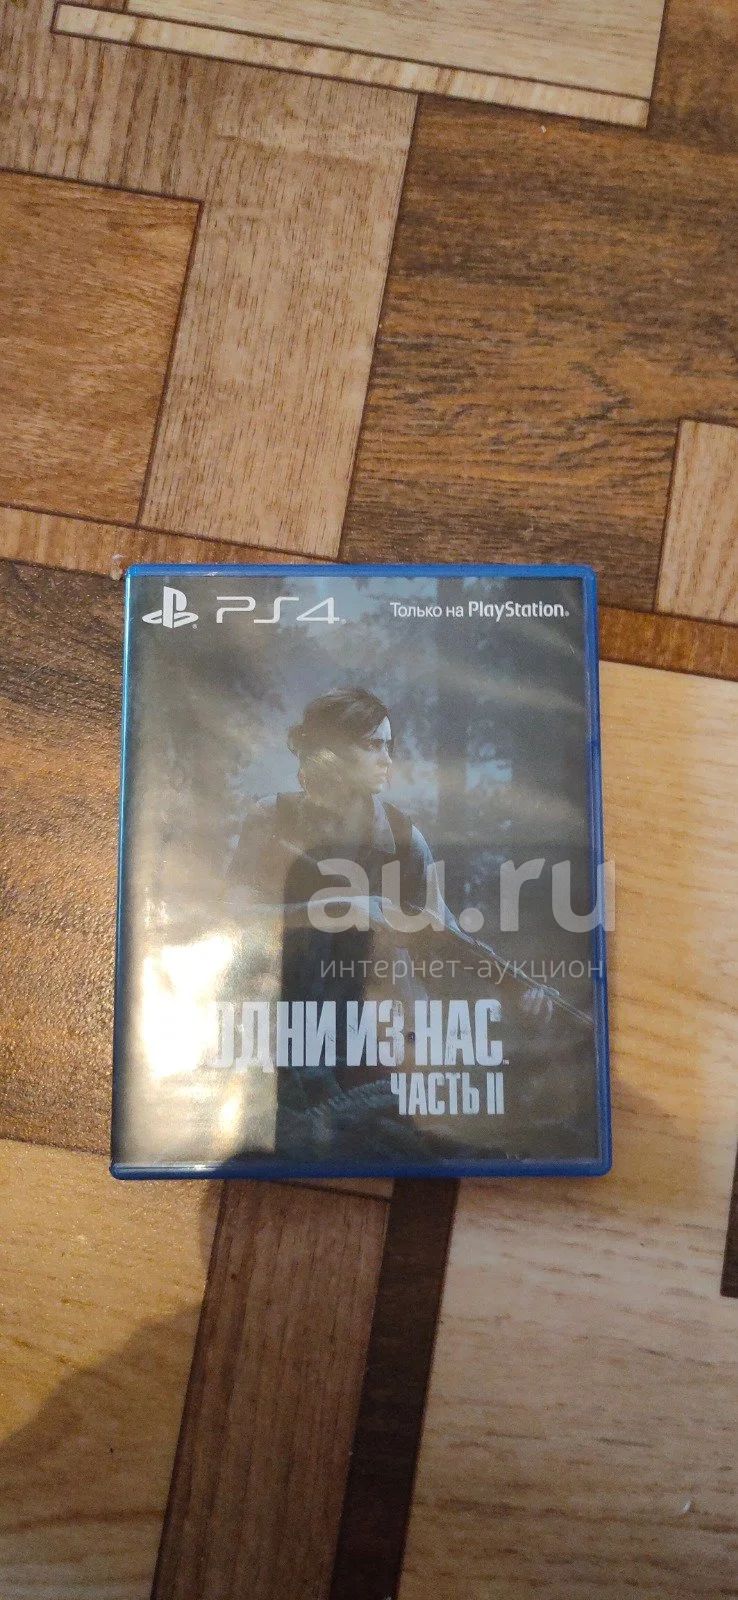 PS4
Только на PlayStation
au.ru
интернет-аукцион
ОДНИ ИЗ НАС
ЧАСТЬ II